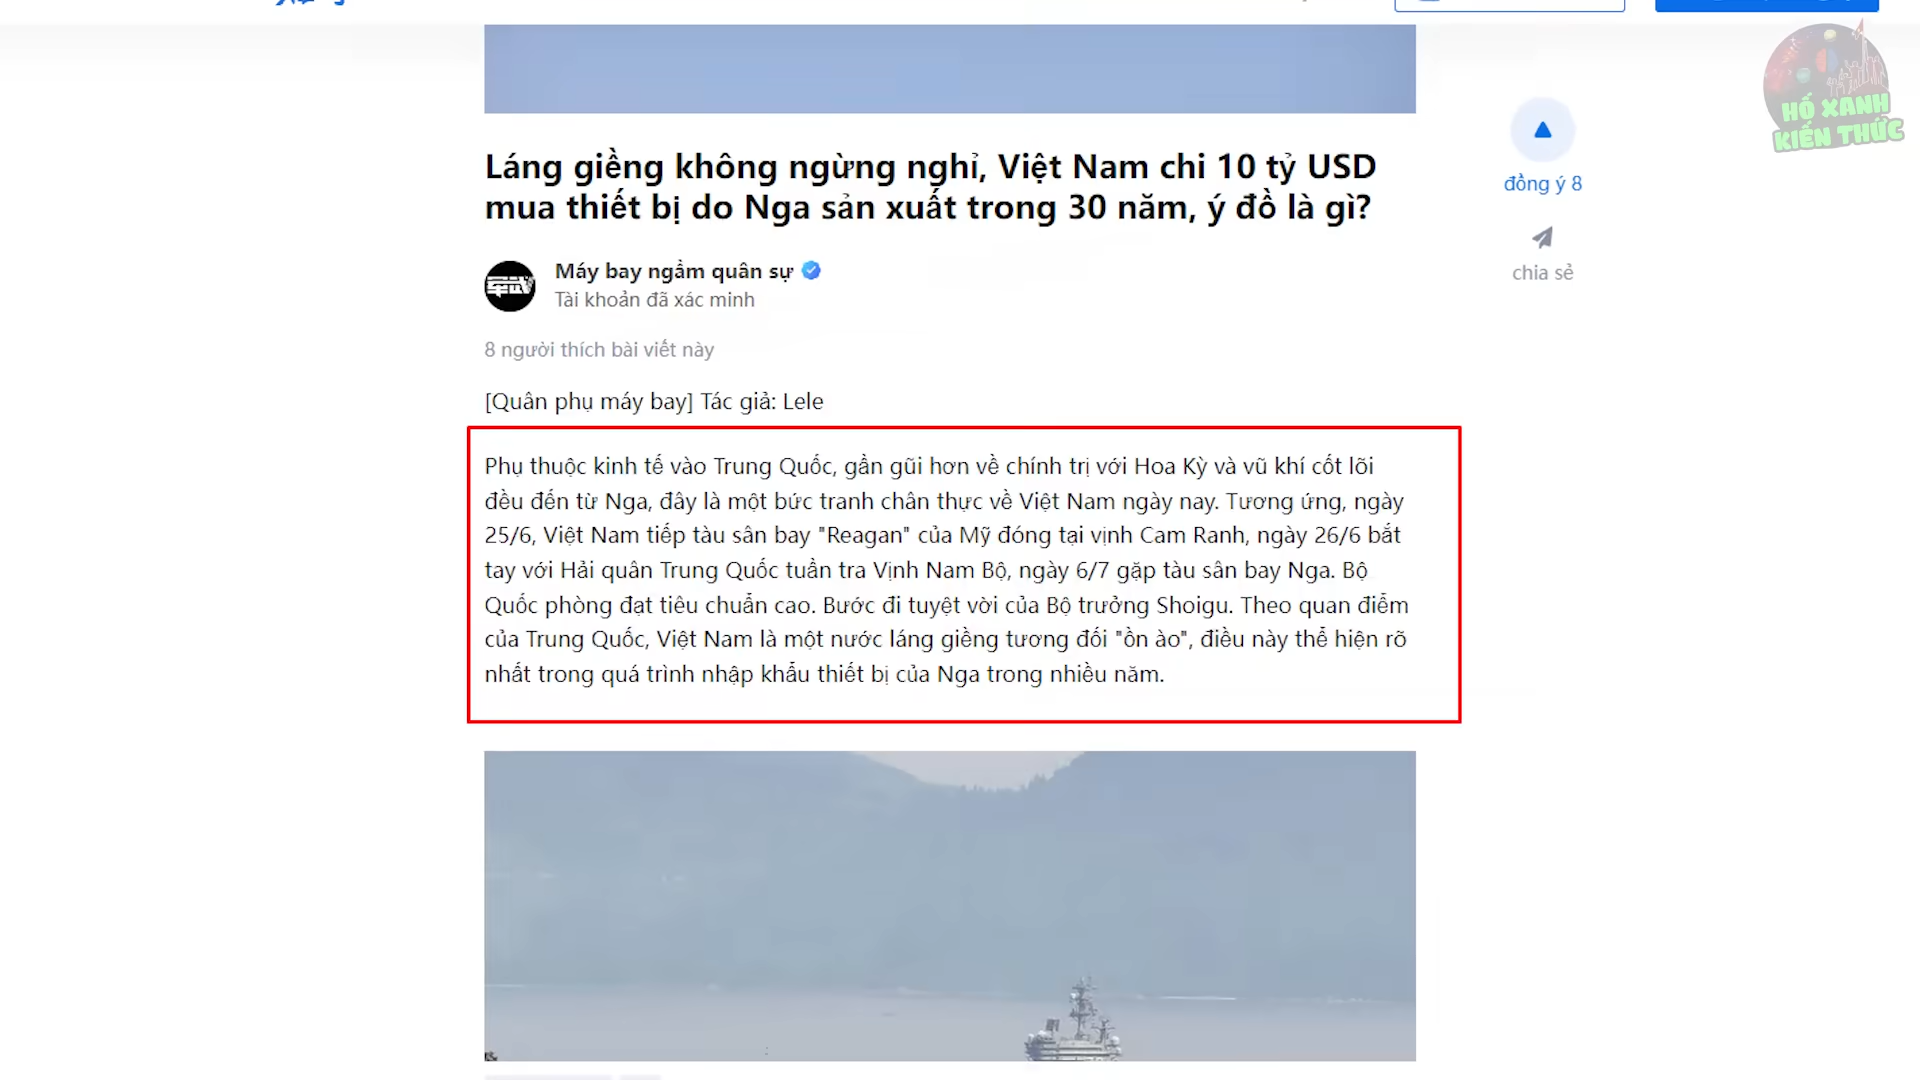 HỐ XANH
KIẾN THỨC
đồng ý 8
chia sẻ
Láng giềng không ngừng nghỉ, Việt Nam chi 10 tỷ USD
mua thiết bị do Nga sản xuất trong 30 năm, ý đồ là gì?
Máy bay ngầm quân sự
Tài khoản đã xác minh
8 người thích bài viết này
[Quân phụ máy bay] Tác giả: Lele
Phụ thuộc kinh tế vào Trung Quốc, gần gũi hơn về chính trị với Hoa Kỳ và vũ khí cốt lõi
đều đến từ Nga, đây là một bức tranh chân thực về Việt Nam ngày nay. Tương ứng, ngày
25/6, Việt Nam tiếp tàu sân bay "Reagan" của Mỹ đóng tại vịnh Cam Ranh, ngày 26/6 bắt
tay với Hải quân Trung Quốc tuần tra Vịnh Nam Bộ, ngày 6/7 gặp tàu sân bay Nga. Bộ
Quốc phòng đạt tiêu chuẩn cao. Bước đi tuyệt vời của Bộ trưởng Shoigu. Theo quan điểm
của Trung Quốc, Việt Nam là một nước láng giềng tương đối "ồn ào", điều này thể hiện rõ
nhất trong quá trình nhập khẩu thiết bị của Nga trong nhiều năm.